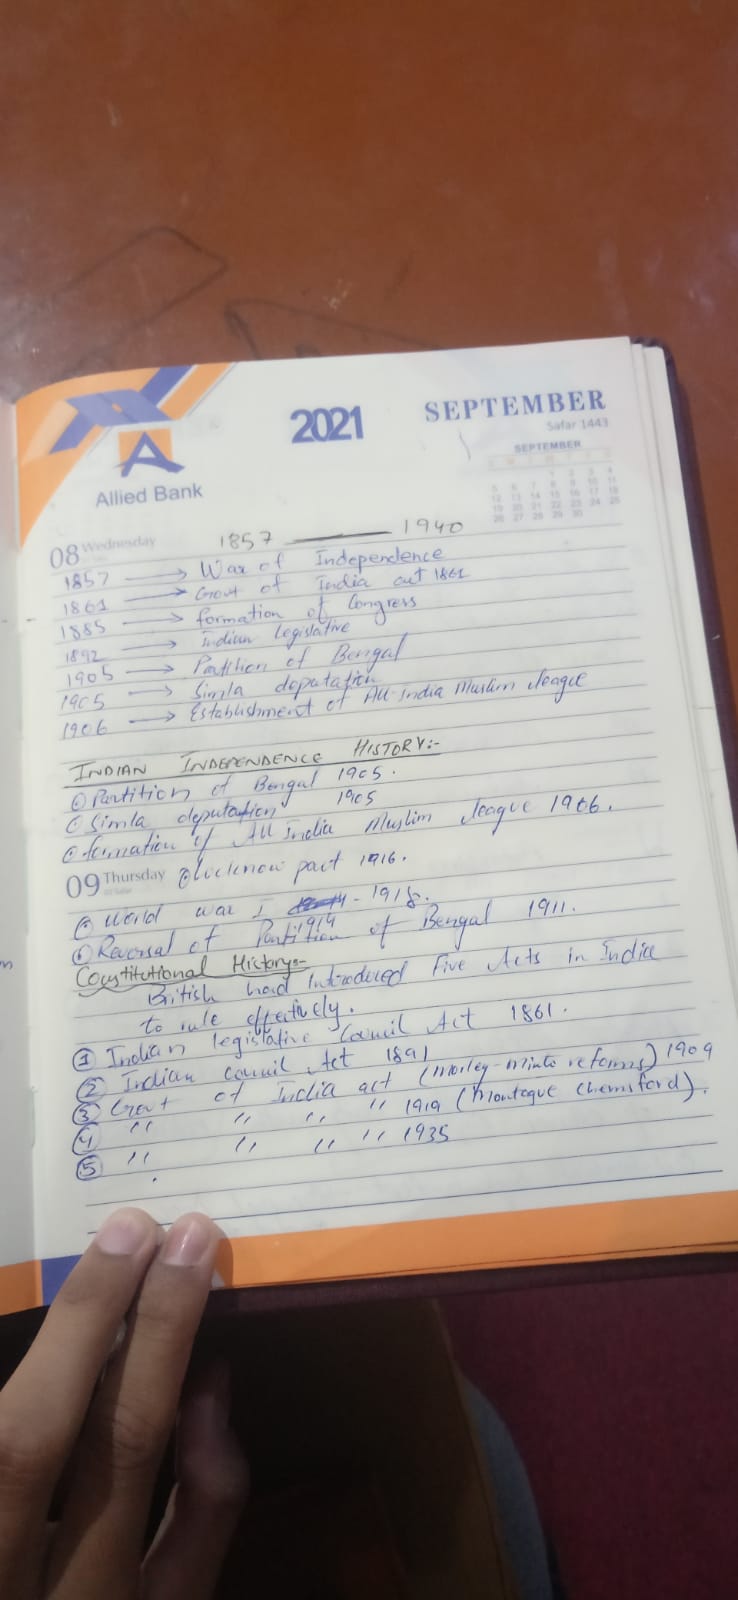 2021
SEPTEMBER
Safar 1443
SEPTEMBER
Allied Bank
1857 —— 1940
08 Wednesday
1857 → War of Independence
1861 → Govt of India act 1861
1885 → formation of Congress
1892 → Indian legislative
1905 → Partition of Bengal
1905 → Simla deputation
1906 → Establishment of All India Muslim league
INDIAN INDEPENDENCE HISTORY:-
Partition of Bengal 1905.
Simla deputation 1905
formation of All India Muslim league 1906.
09 Thursday
Lucknow pact 1916.
World war I 1914 - 1918.
Reversal of Partition of Bengal 1911.
Constitutional History:-
British had Introduced Five Acts in India
to rule effectively.
① Indian legislative Council Act 1861.
② Indian council Act 1891
③ Govt of India act (Morley-Minto reforms) 1909
④ " " " " 1919 (Montague Chemsford).
⑤ " " " " 1935